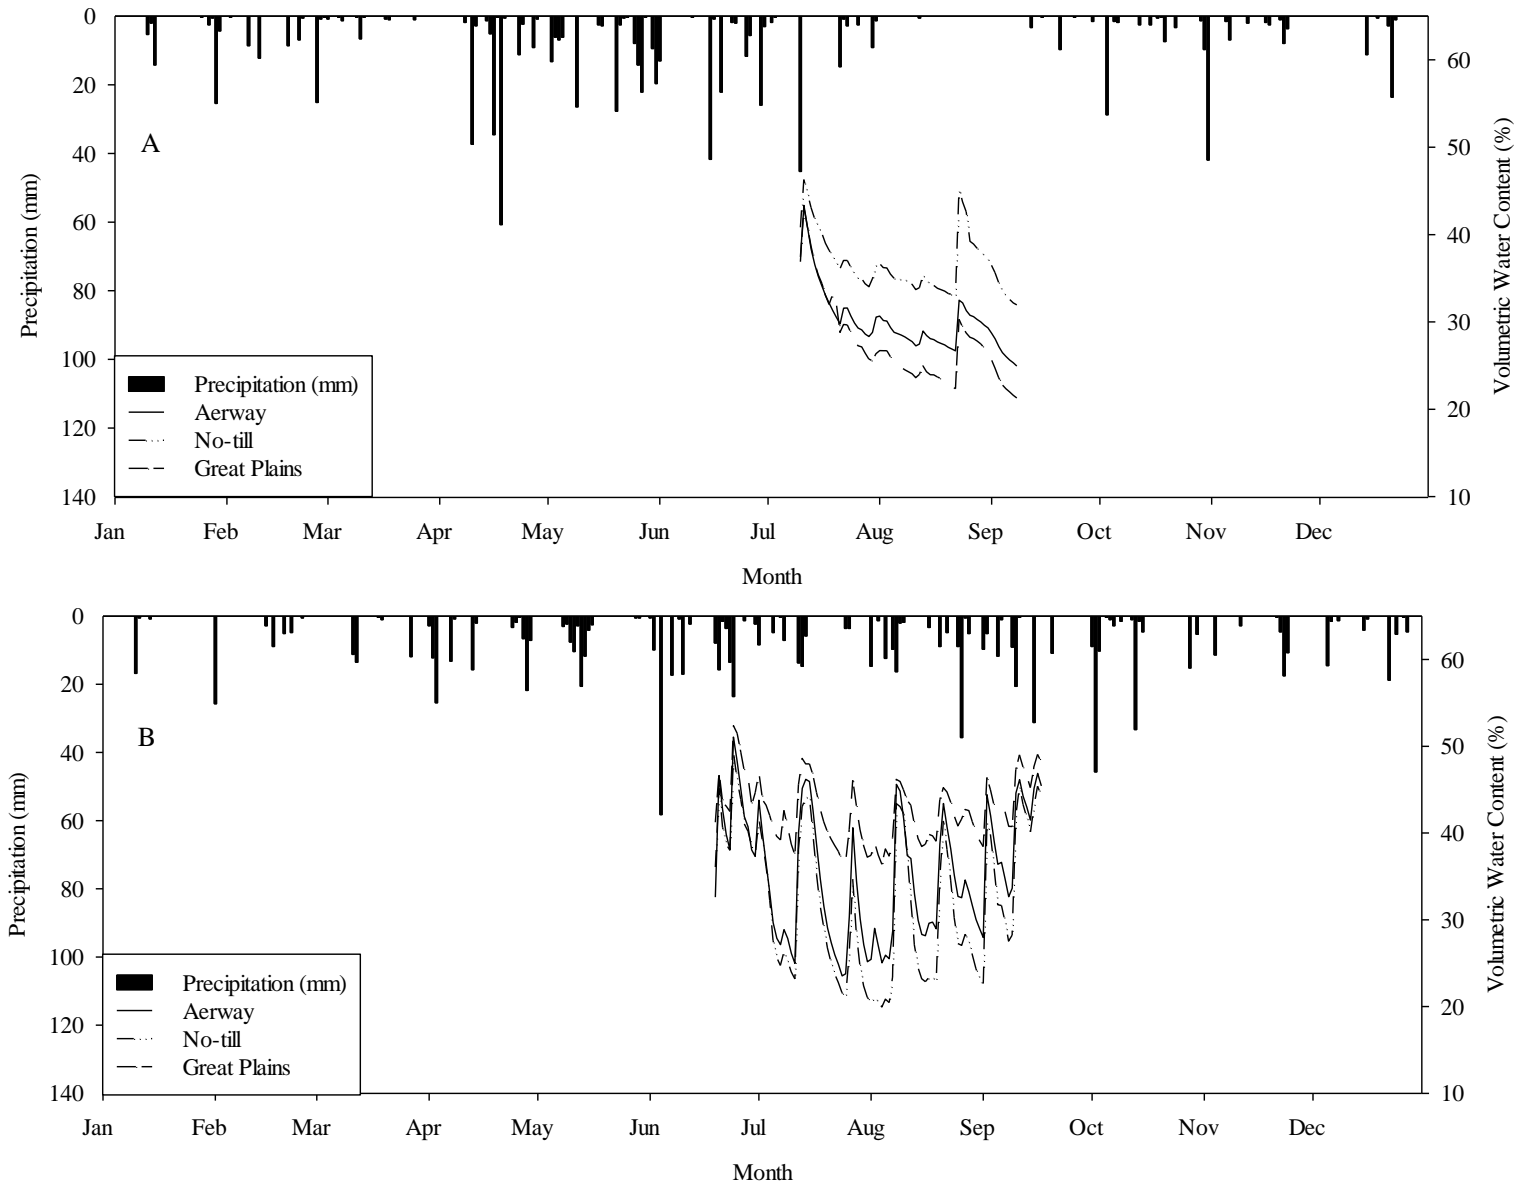 0
20
40
60
80
100
120
140
Precipitation (mm)
A
Precipitation (mm)
Aerway
No-till
Great Plains
60
50
40
30
20
10
Volumetric Water Content (%)
Jan Feb Mar Apr May Jun Jul Aug Sep Oct Nov Dec
Month
0
20
40
60
80
100
120
140
Precipitation (mm)
B
Precipitation (mm)
Aerway
No-till
Great Plains
60
50
40
30
20
10
Volumetric Water Content (%)
Jan Feb Mar Apr May Jun Jul Aug Sep Oct Nov Dec
Month